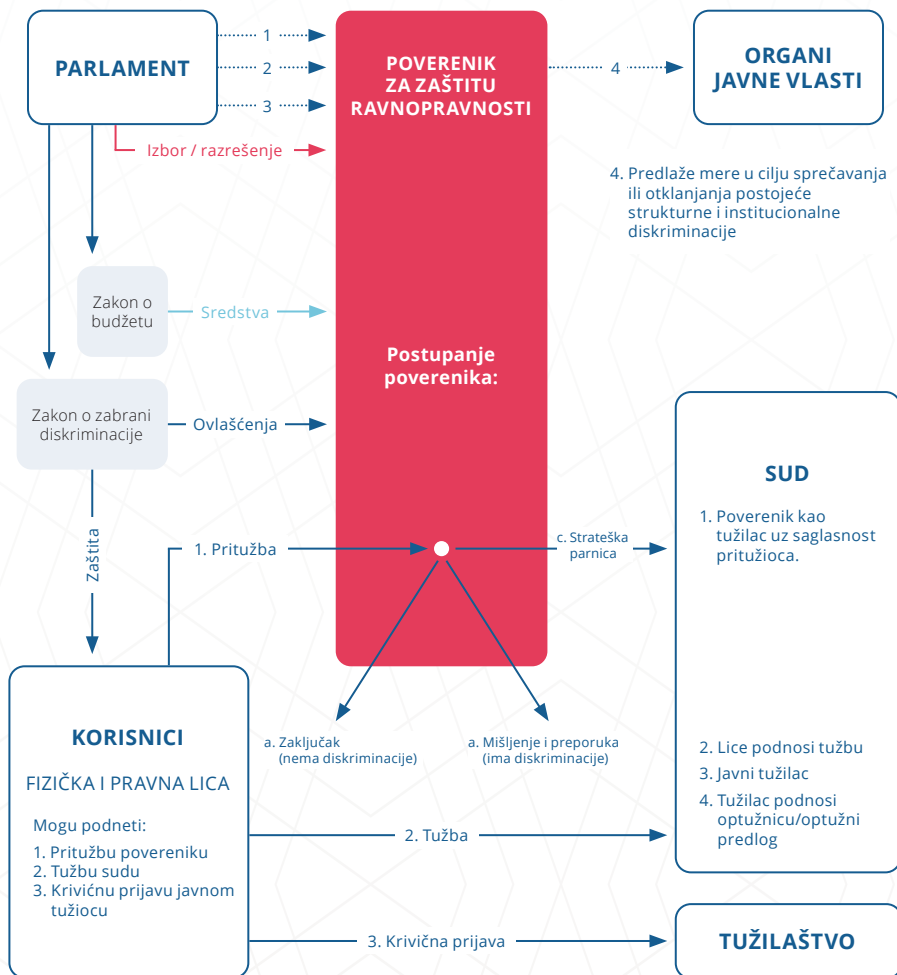 PARLAMENT
1
2
3
Izbor / razrešenje
POVERENIK
ZA ZAŠTITU
RAVNOPRAVNOSTI
4
ORGANI
JAVNE VLASTI
4. Predlaže mere u cilju sprečavanja
ili otklanjanja postojeće
strukturne i institucionalne
diskriminacije
Zakon o
budžetu
Sredstva
Postupanje
poverenika:
Zakon o zabrani
diskriminacije
Ovlašćenja
Zaštita
1. Pritužba
c. Strateška
parnica
SUD
1. Poverenik kao
tužilac uz saglasnost
pritužioca.
2. Lice podnosi tužbu
3. Javni tužilac
4. Tužilac podnosi
optužnicu/optužni
predlog
a. Zaključak
(nema diskriminacije)
a. Mišljenje i preporuka
(ima diskriminacije)
KORISNICI
FIZIČKA I PRAVNA LICA
Mogu podneti:
1. Pritužbu povereniku
2. Tužbu sudu
3. Krivićnu prijavu javnom
tužiocu
2. Tužba
3. Krivična prijava
TUŽILAŠTVO